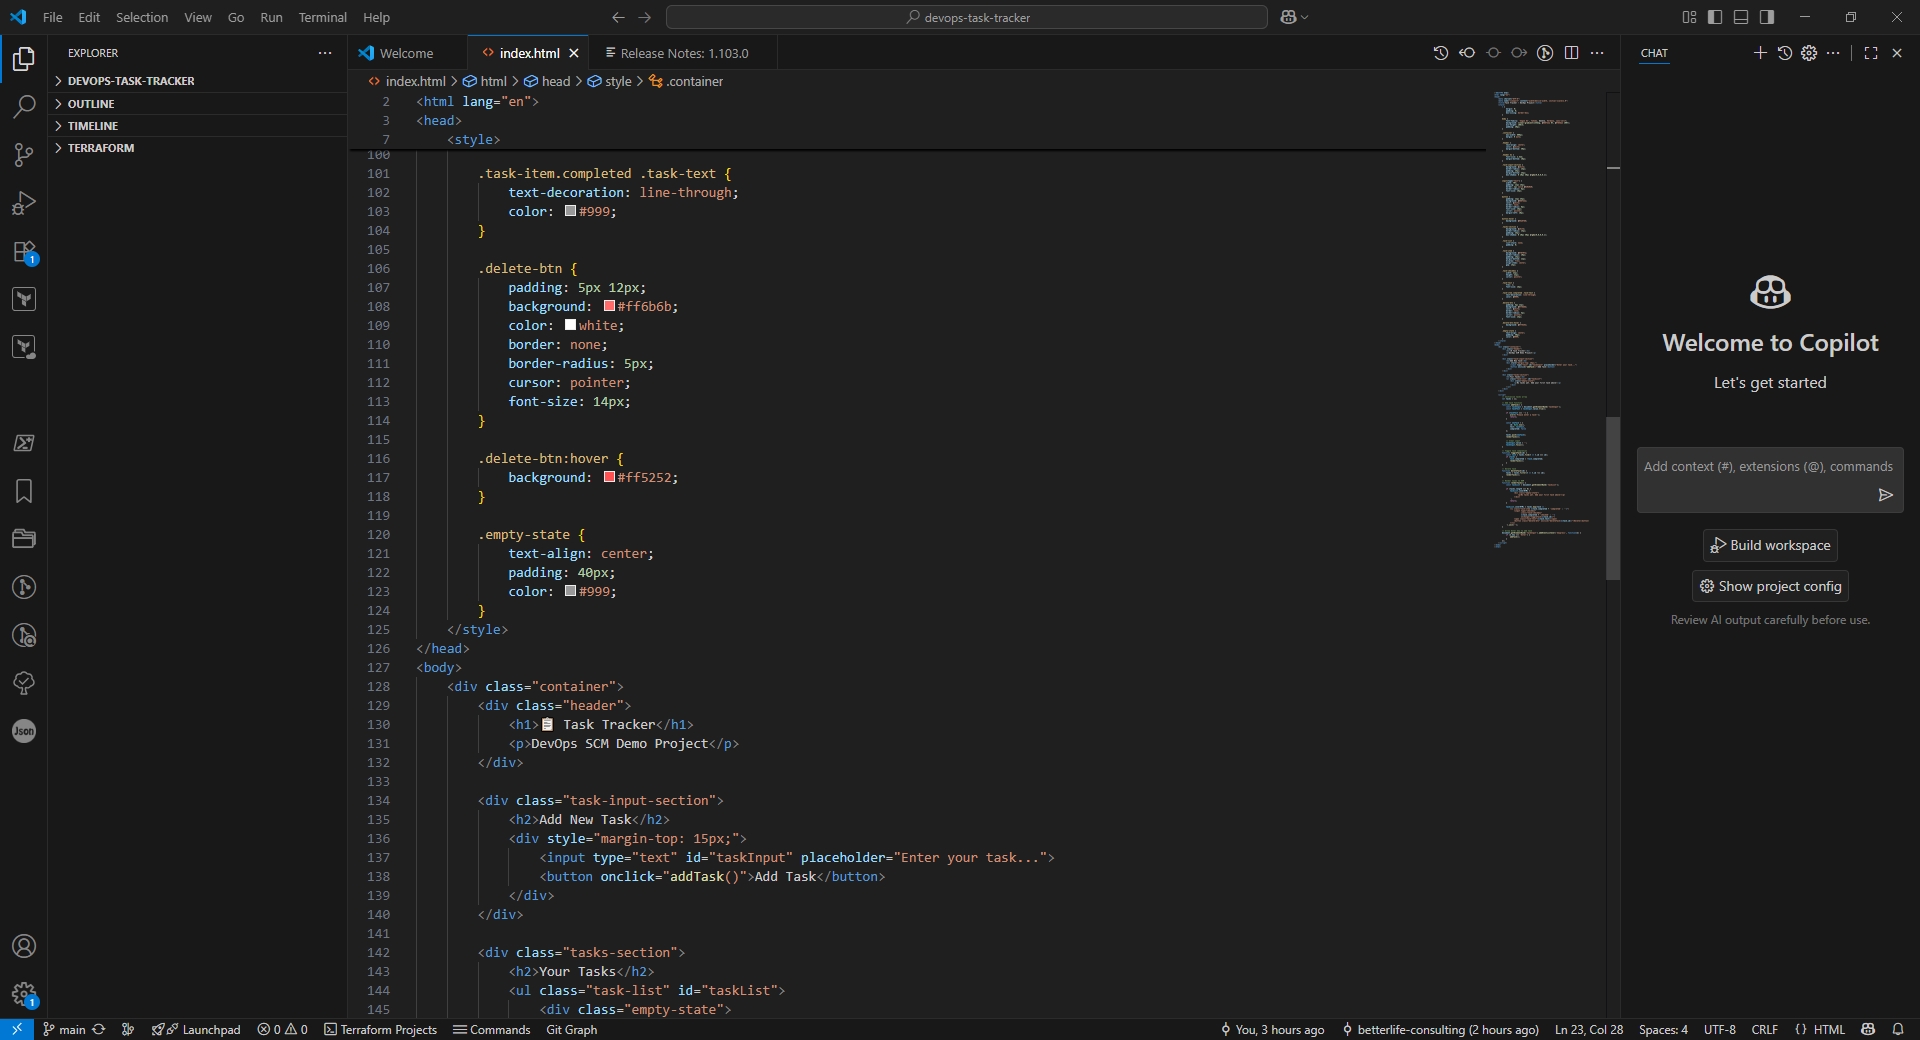 File Edit Selection View Go Run Terminal Help
devops-task-tracker
EXPLORER
DEVOPS-TASK-TRACKER
OUTLINE
TIMELINE
TERRAFORM
Welcome
index.html
Release Notes: 1.103.0
index.html > html > head > style > .container
2 <html lang="en">
3 <head>
7 <style>
100
101 .task-item.completed .task-text {
102 text-decoration: line-through;
103 color: #999;
104 }
105
106 .delete-btn {
107 padding: 5px 12px;
108 background: #ff6b6b;
109 color: white;
110 border: none;
111 border-radius: 5px;
112 cursor: pointer;
113 font-size: 14px;
114 }
115
116 .delete-btn:hover {
117 background: #ff5252;
118 }
119
120 .empty-state {
121 text-align: center;
122 padding: 40px;
123 color: #999;
124 }
125 </style>
126 </head>
127 <body>
128 <div class="container">
129 <div class="header">
130 <h1>📋 Task Tracker</h1>
131 <p>DevOps SCM Demo Project</p>
132 </div>
133
134 <div class="task-input-section">
135 <h2>Add New Task</h2>
136 <div style="margin-top: 15px;">
137 <input type="text" id="taskInput" placeholder="Enter your task...">
138 <button onclick="addTask()">Add Task</button>
139 </div>
140 </div>
141
142 <div class="tasks-section">
143 <h2>Your Tasks</h2>
144 <ul class="task-list" id="taskList">
145 <div class="empty-state">
CHAT
Welcome to Copilot
Let's get started
Add context (#), extensions (@), commands
Build workspace
Show project config
Review AI output carefully before use.
1
Json
1
main
Launchpad
0 0
Terraform Projects
Commands
Git Graph
You, 3 hours ago
betterlife-consulting (2 hours ago)
Ln 23, Col 28
Spaces: 4
UTF-8
CRLF
{} HTML